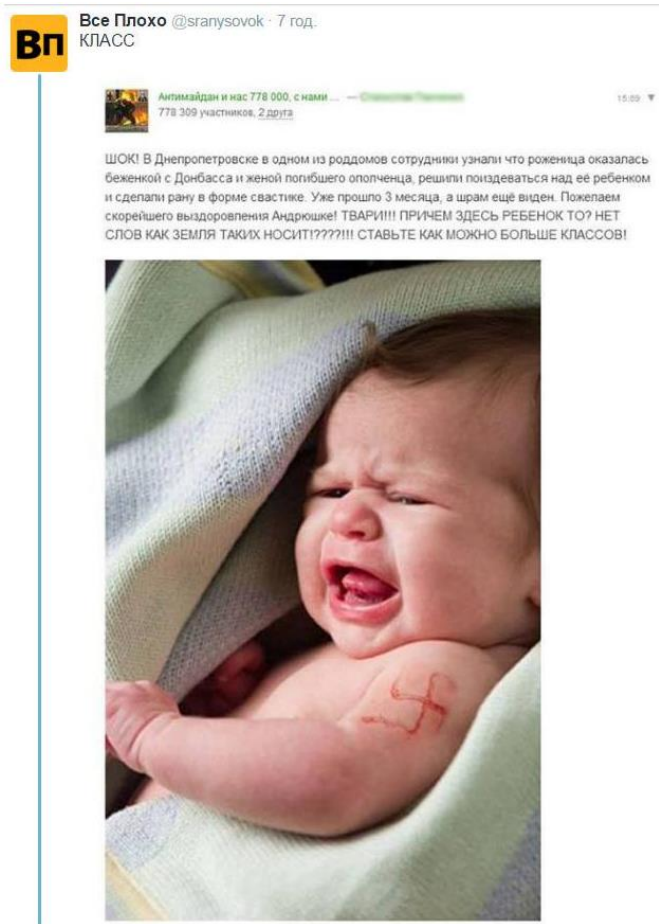 Все Плохо @sranysovok · 7 год.
Вп
КЛАСС
Антимайдан и нас 778 000, с нами ... —
15:09
778 309 участников, 2 друга
ШОК! В Днепропетровске в одном из роддомов сотрудники узнали что роженица оказалась
беженкой с Донбасса и женой погибшего ополченца, решили поиздеваться над её ребенком
и сделали рану в форме свастике. Уже прошло 3 месяца, а шрам ещё виден. Пожелаем
скорейшего выздоровления Андрюшке! ТВАРИ!!! ПРИЧЕМ ЗДЕСЬ РЕБЕНОК ТО? НЕТ
СЛОВ КАК ЗЕМЛЯ ТАКИХ НОСИТ!????!!! СТАВЬТЕ КАК МОЖНО БОЛЬШЕ КЛАССОВ!